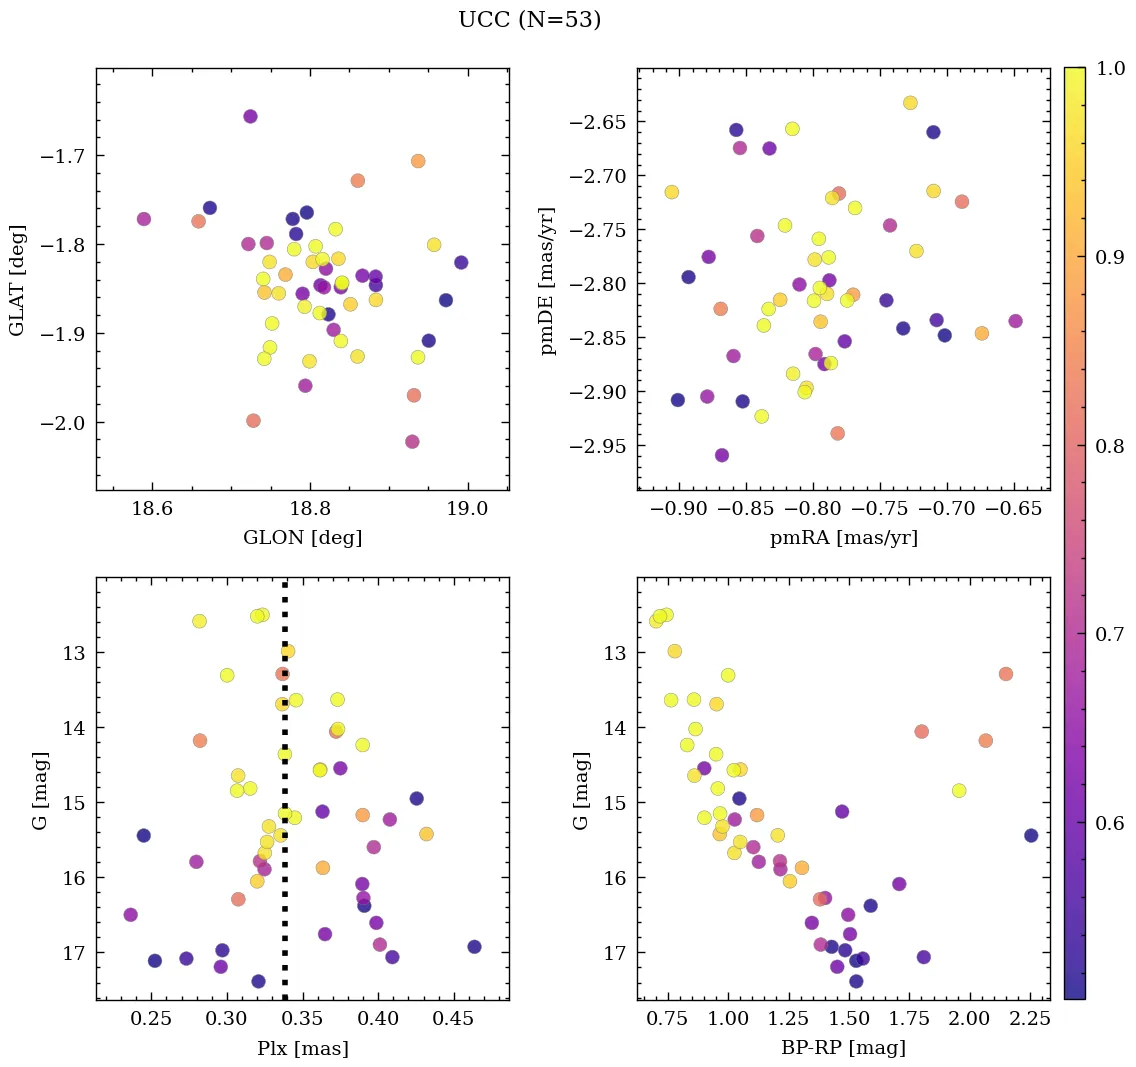 UCC (N=53)
−1.7
−1.8
−1.9
−2.0
GLAT [deg]
18.6 18.8 19.0
GLON [deg]
−2.65
−2.70
−2.75
−2.80
−2.85
−2.90
−2.95
pmDE [mas/yr]
−0.90 −0.85 −0.80 −0.75 −0.70 −0.65
pmRA [mas/yr]
1.0
0.9
0.8
0.7
0.6
13
14
15
16
17
G [mag]
0.25 0.30 0.35 0.40 0.45
Plx [mas]
13
14
15
16
17
G [mag]
0.75 1.00 1.25 1.50 1.75 2.00 2.25
BP-RP [mag]